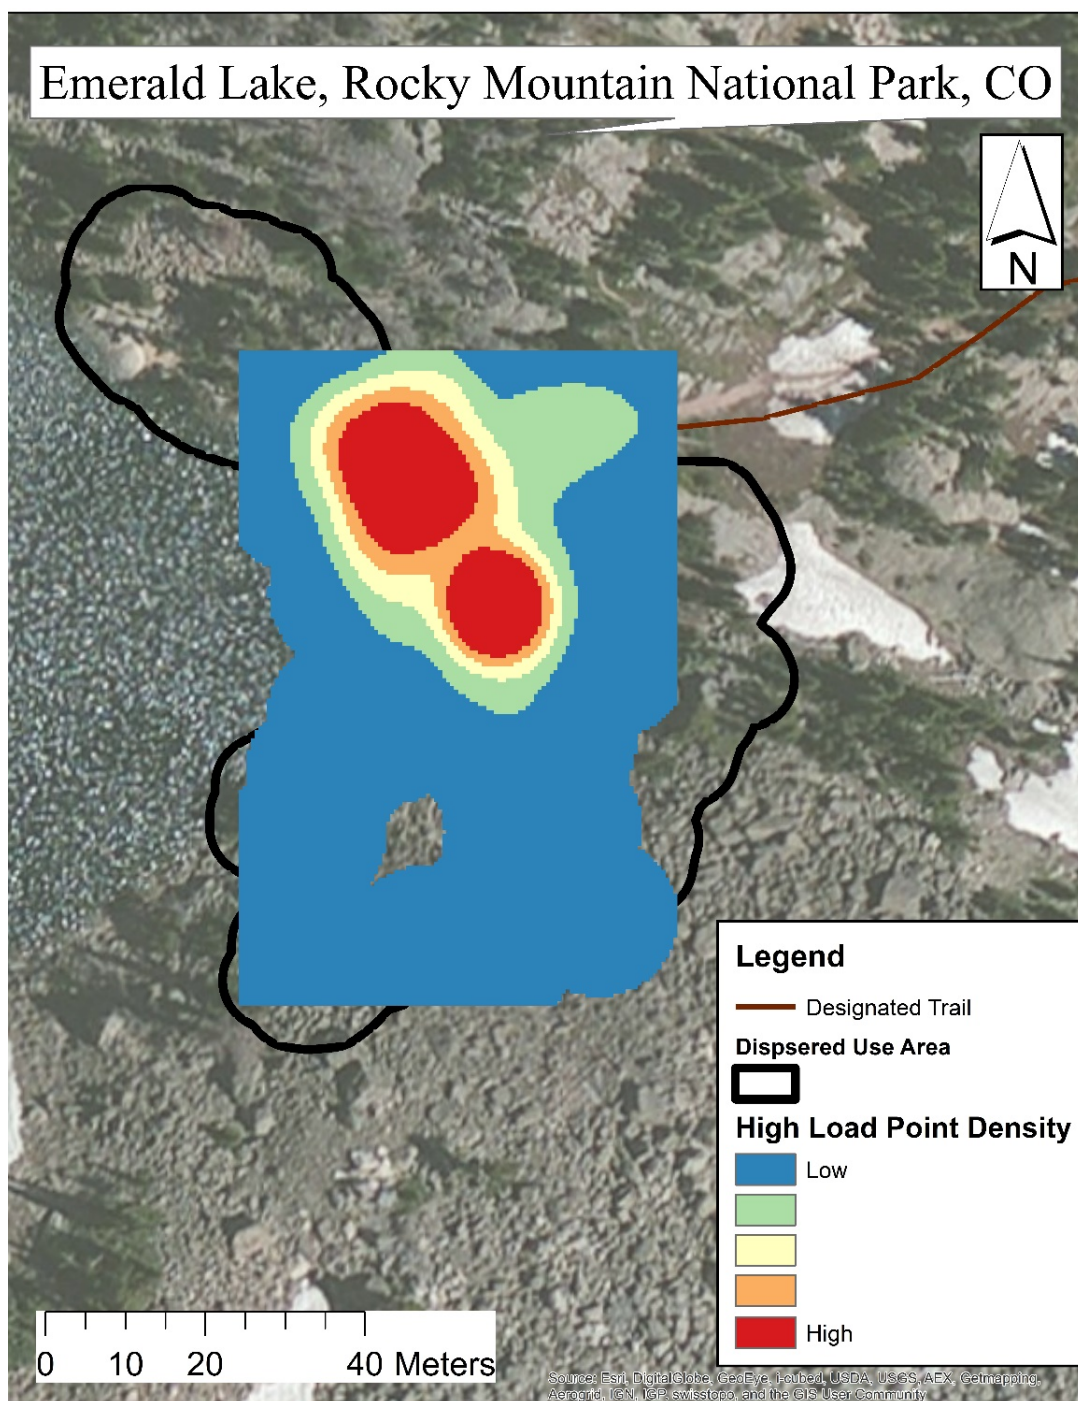 Emerald Lake, Rocky Mountain National Park, CO
N
Legend
Designated Trail
Dispsered Use Area
High Load Point Density
Low
High
0 10 20 40 Meters
Source: Esri, DigitalGlobe, GeoEye, i-cubed, USDA, USGS, AEX, Getmapping,
Aerogrid, IGN, IGP, swisstopo, and the GIS User Community